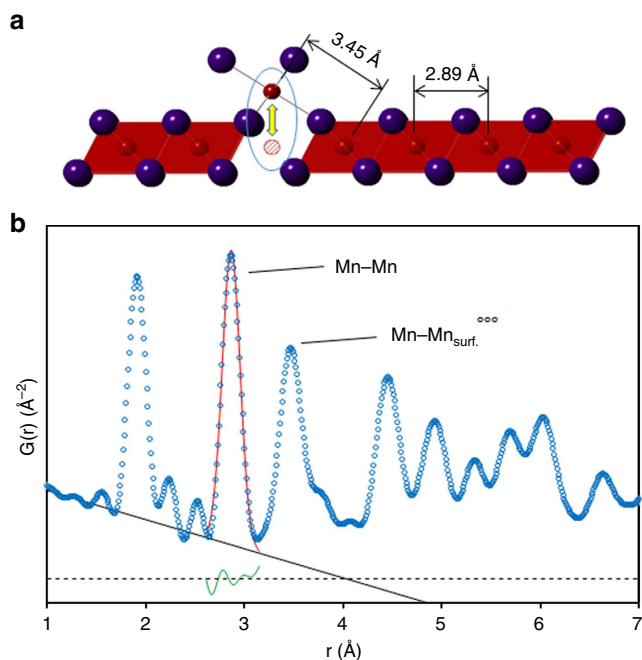 a
3.45 Å
2.89 Å
b
Mn–Mn
Mn–Mnsurf.
G(r) (Å⁻²)
1 2 3 4 5 6 7
r (Å)